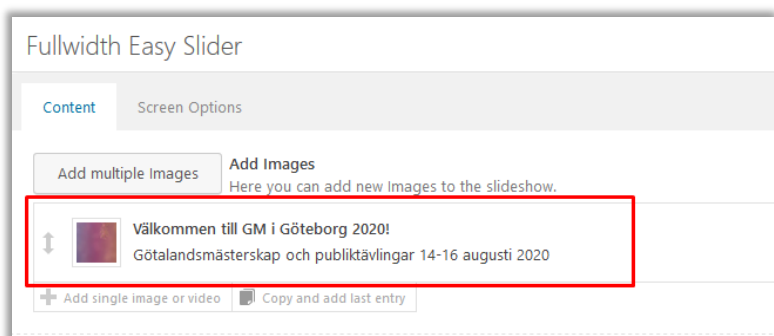 Fullwidth Easy Slider
Content Screen Options
Add multiple Images
Add Images
Here you can add new Images to the slideshow.
Välkommen till GM i Göteborg 2020!
Götalandsmästerskap och publiktävlingar 14-16 augusti 2020
Add single image or video Copy and add last entry